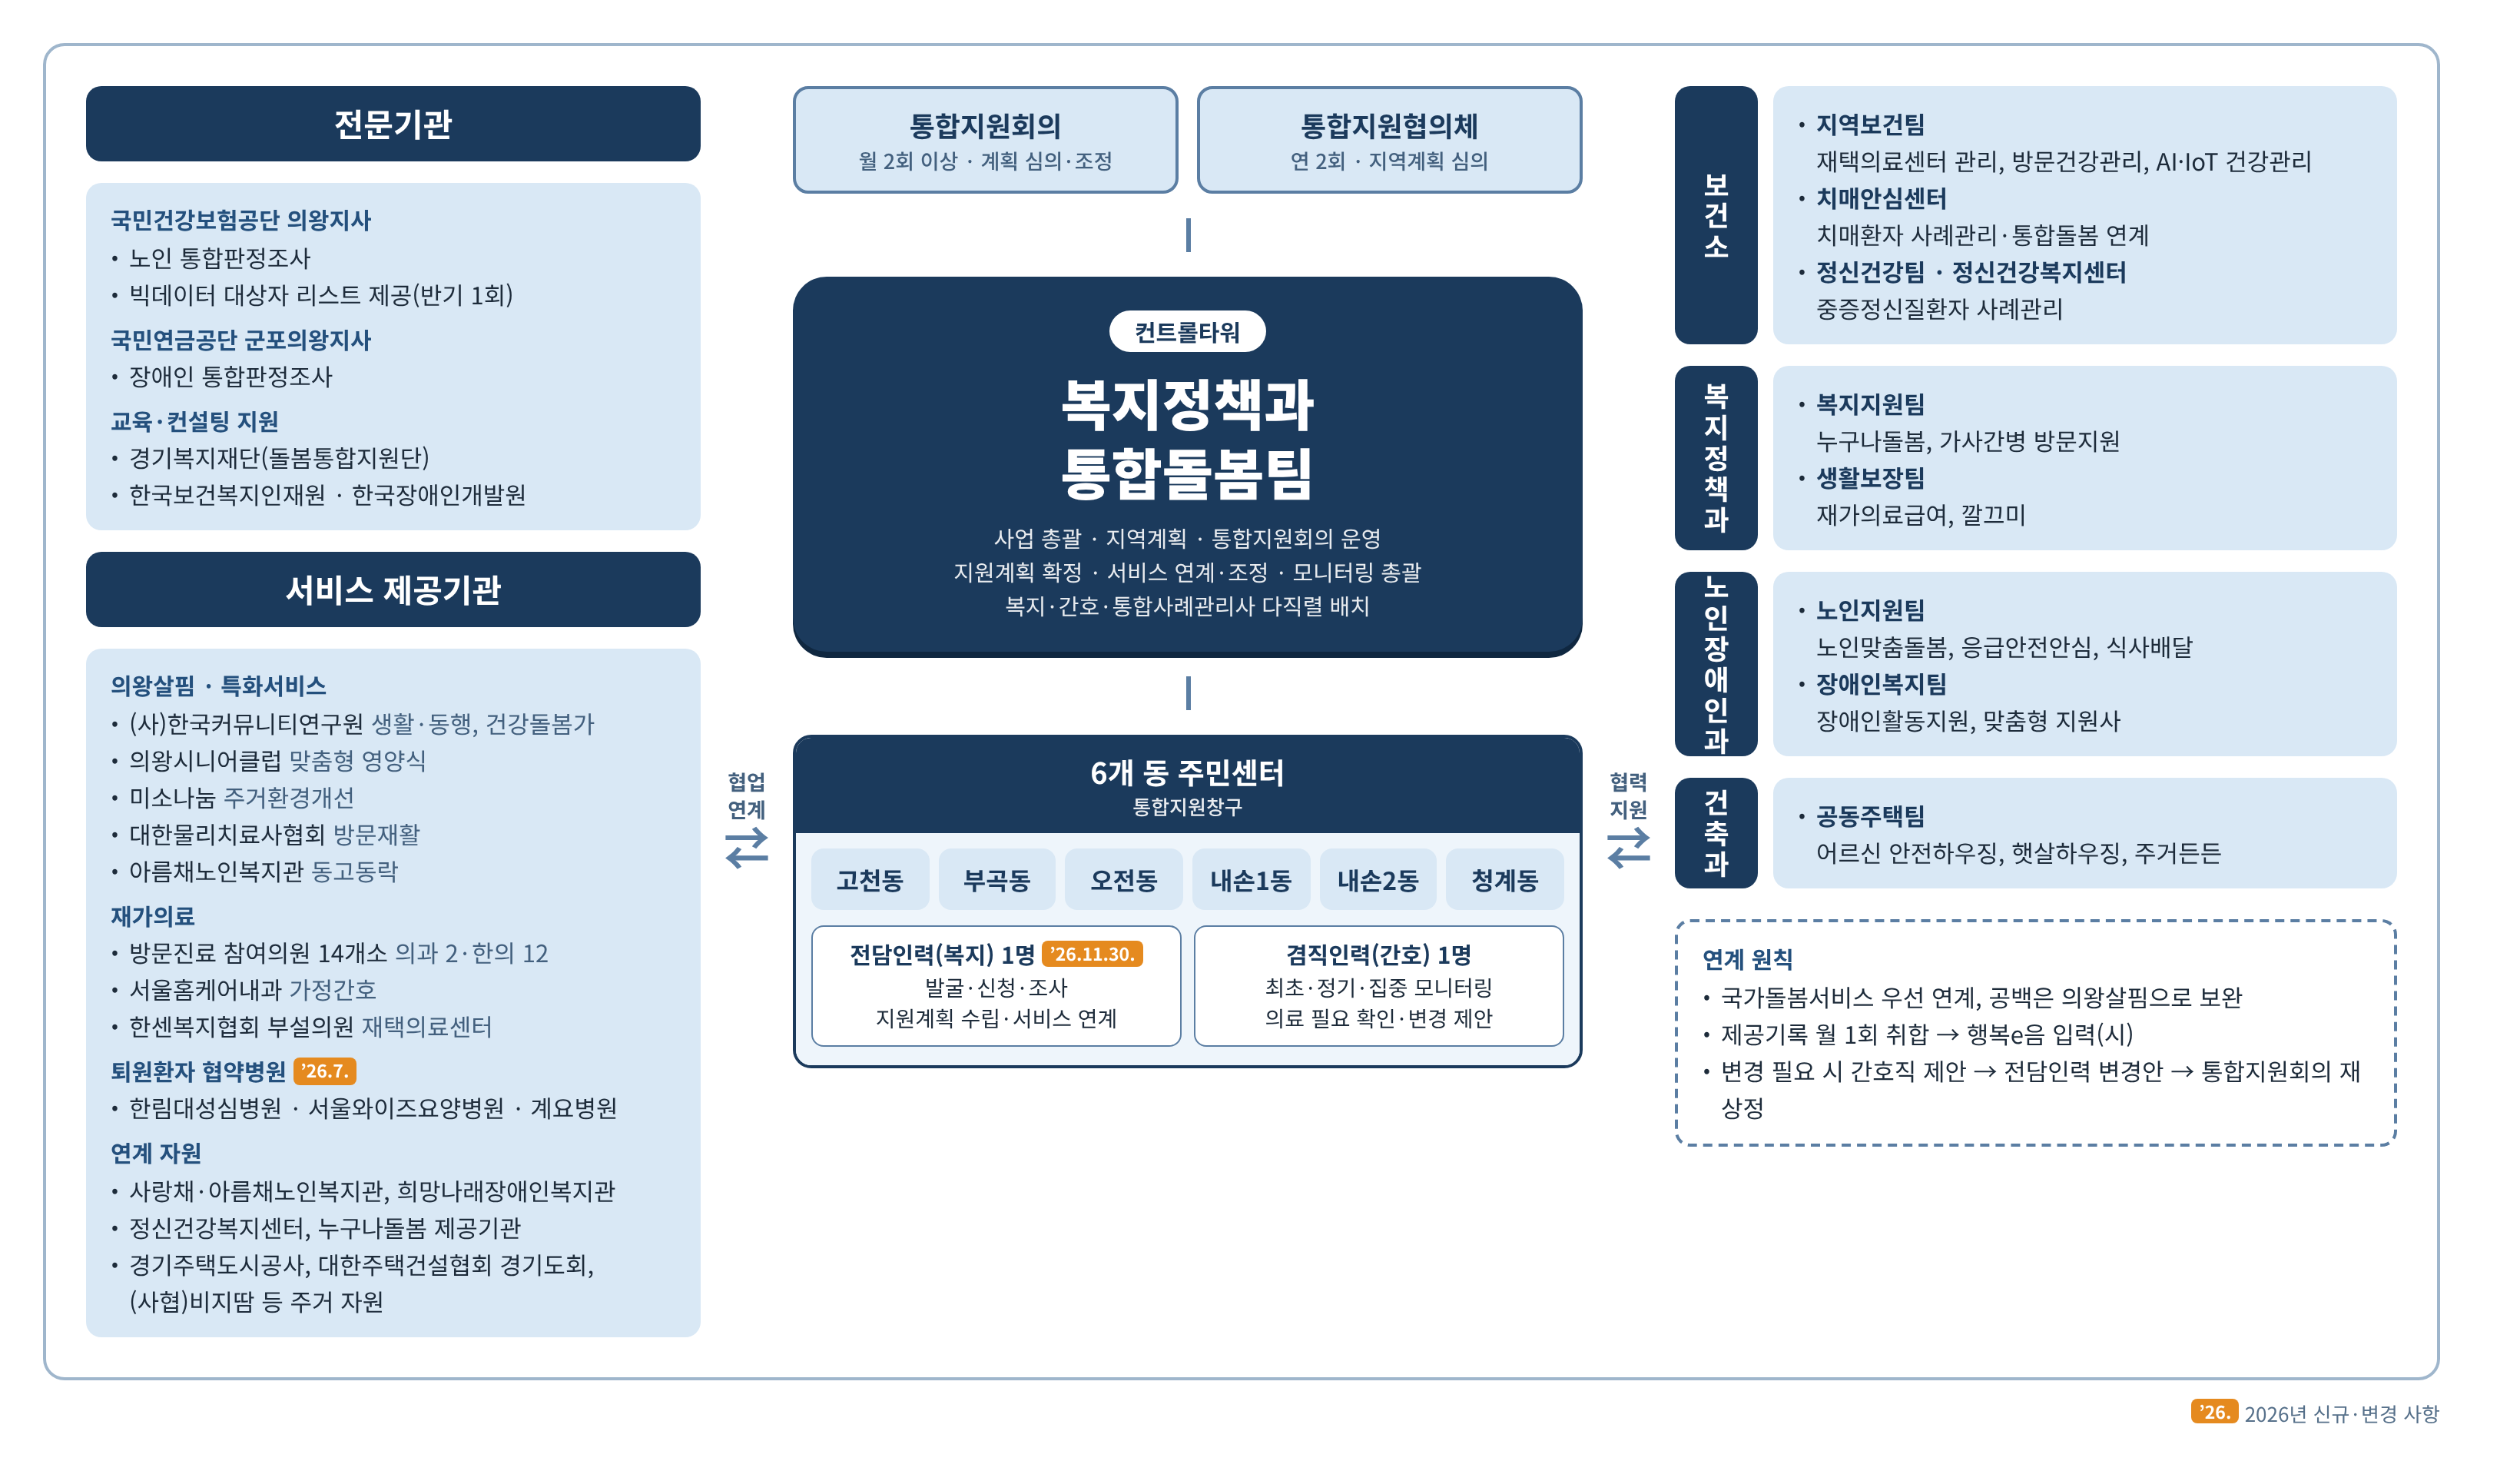 전문기관
국민건강보험공단 의왕지사
• 노인 통합판정조사
• 빅데이터 대상자 리스트 제공(반기 1회)
국민연금공단 군포의왕지사
• 장애인 통합판정조사
교육·컨설팅 지원
• 경기복지재단(돌봄통합지원단)
• 한국보건복지인재원 · 한국장애인개발원
서비스 제공기관
의왕살핌 · 특화서비스
• (사)한국커뮤니티연구원 생활·동행, 건강돌봄가
• 의왕시니어클럽 맞춤형 영양식
• 미소나눔 주거환경개선
• 대한물리치료사협회 방문재활
• 아름채노인복지관 동고동락
재가의료
• 방문진료 참여의원 14개소 의과 2·한의 12
• 서울홈케어내과 가정간호
• 한센복지협회 부설의원 재택의료센터
퇴원환자 협약병원 ’26.7.
• 한림대성심병원 · 서울와이즈요양병원 · 계요병원
연계 자원
• 사랑채·아름채노인복지관, 희망나래장애인복지관
• 정신건강복지센터, 누구나돌봄 제공기관
• 경기주택도시공사, 대한주택건설협회 경기도회,
(사협)비지땀 등 주거 자원
협업
연계
통합지원회의
월 2회 이상 · 계획 심의·조정
통합지원협의체
연 2회 · 지역계획 심의
컨트롤타워
복지정책과
통합돌봄팀
사업 총괄 · 지역계획 · 통합지원회의 운영
지원계획 확정 · 서비스 연계·조정 · 모니터링 총괄
복지·간호·통합사례관리사 다직렬 배치
6개 동 주민센터
통합지원창구
고천동 부곡동 오전동 내손1동 내손2동 청계동
전담인력(복지) 1명 ’26.11.30.
발굴·신청·조사
지원계획 수립·서비스 연계
겸직인력(간호) 1명
최초·정기·집중 모니터링
의료 필요 확인·변경 제안
협력
지원
보건소
• 지역보건팀
재택의료센터 관리, 방문건강관리, AI·IoT 건강관리
• 치매안심센터
치매환자 사례관리·통합돌봄 연계
• 정신건강팀 · 정신건강복지센터
중증정신질환자 사례관리
복지정책과
• 복지지원팀
누구나돌봄, 가사간병 방문지원
• 생활보장팀
재가의료급여, 깔끄미
노인장애인과
• 노인지원팀
노인맞춤돌봄, 응급안전안심, 식사배달
• 장애인복지팀
장애인활동지원, 맞춤형 지원사
건축과
• 공동주택팀
어르신 안전하우징, 햇살하우징, 주거든든
연계 원칙
• 국가돌봄서비스 우선 연계, 공백은 의왕살핌으로 보완
• 제공기록 월 1회 취합 → 행복e음 입력(시)
• 변경 필요 시 간호직 제안 → 전담인력 변경안 → 통합지원회의 재
상정
’26. 2026년 신규·변경 사항